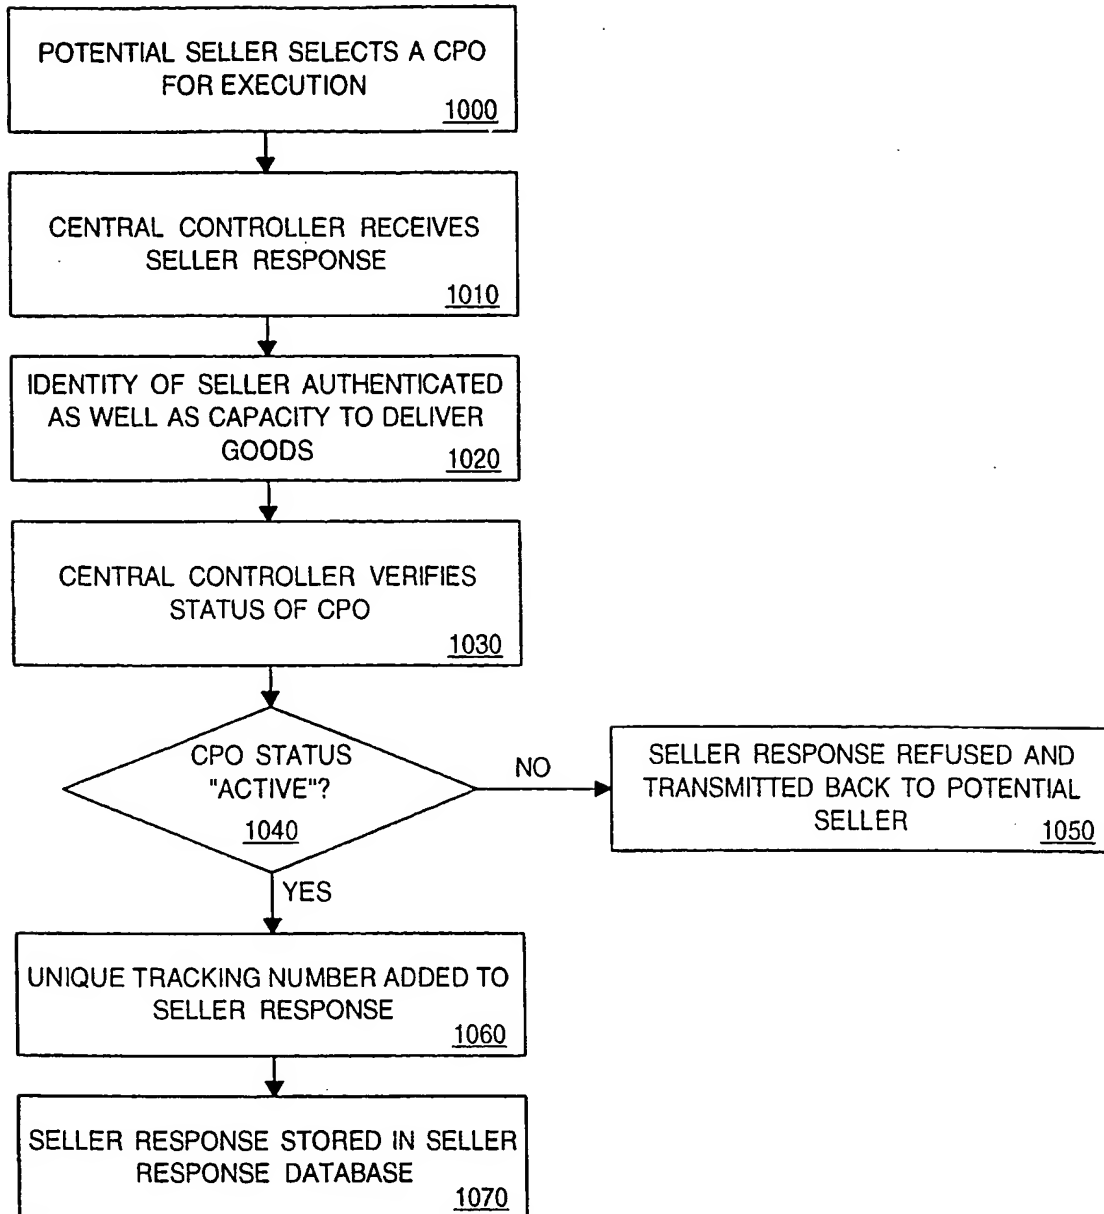 POTENTIAL SELLER SELECTS A CPO
FOR EXECUTION
1000
CENTRAL CONTROLLER RECEIVES
SELLER RESPONSE
1010
IDENTITY OF SELLER AUTHENTICATED
AS WELL AS CAPACITY TO DELIVER
GOODS
1020
CENTRAL CONTROLLER VERIFIES
STATUS OF CPO
1030
CPO STATUS
"ACTIVE"?
1040
NO
SELLER RESPONSE REFUSED AND
TRANSMITTED BACK TO POTENTIAL
SELLER
1050
YES
UNIQUE TRACKING NUMBER ADDED TO
SELLER RESPONSE
1060
SELLER RESPONSE STORED IN SELLER
RESPONSE DATABASE
1070